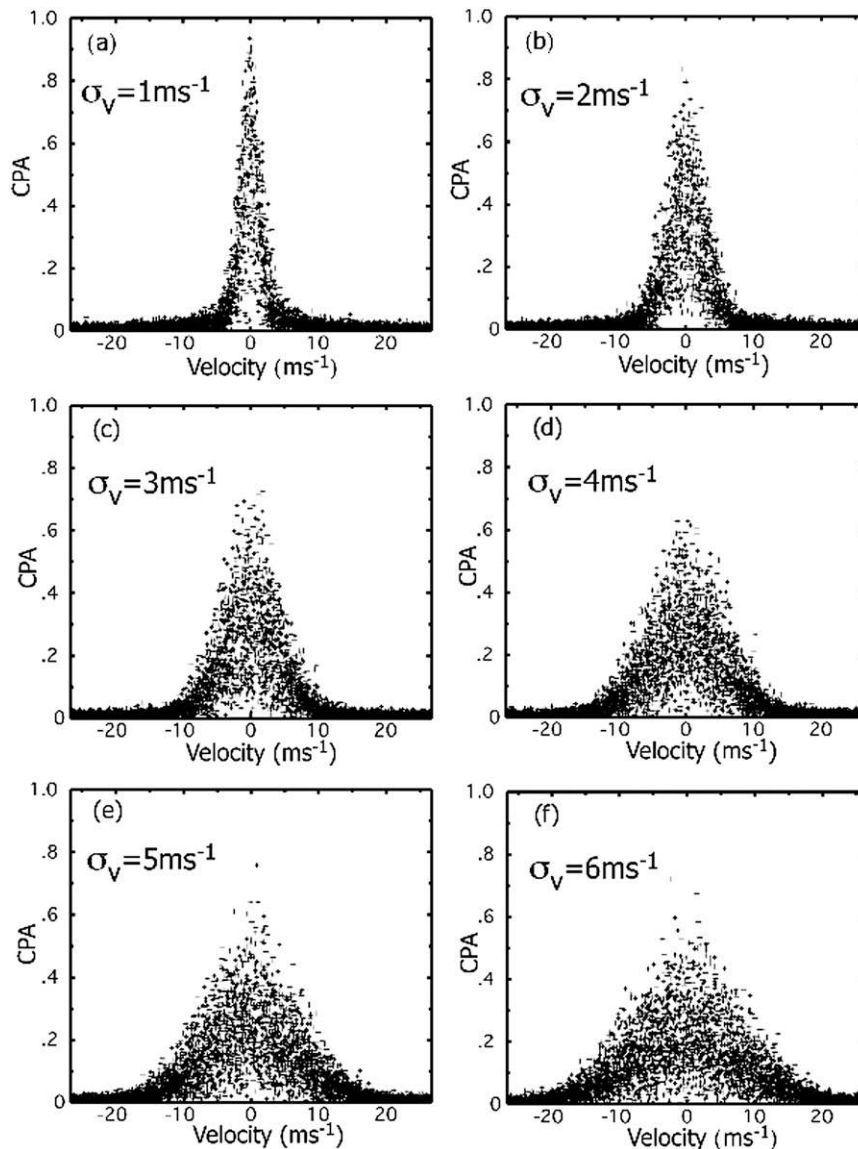 (a)
σv=1ms-1
1.0
.8
.6
.4
.2
0
CPA
-20 -10 0 10 20
Velocity (ms-1)
(b)
σv=2ms-1
1.0
.8
.6
.4
.2
0
CPA
-20 -10 0 10 20
Velocity (ms-1)
(c)
σv=3ms-1
1.0
.8
.6
.4
.2
0
CPA
-20 -10 0 10 20
Velocity (ms-1)
(d)
σv=4ms-1
1.0
.8
.6
.4
.2
0
CPA
-20 -10 0 10 20
Velocity (ms-1)
(e)
σv=5ms-1
1.0
.8
.6
.4
.2
0
CPA
-20 -10 0 10 20
Velocity (ms-1)
(f)
σv=6ms-1
1.0
.8
.6
.4
.2
0
CPA
-20 -10 0 10 20
Velocity (ms-1)